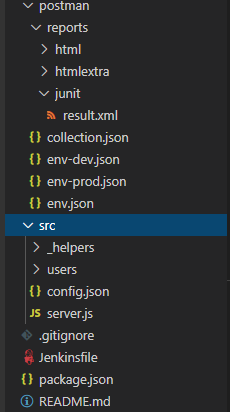 postman
reports
html
htmlextra
junit
result.xml
collection.json
env-dev.json
env-prod.json
env.json
src
_helpers
users
config.json
JS server.js
.gitignore
Jenkinsfile
package.json
README.md